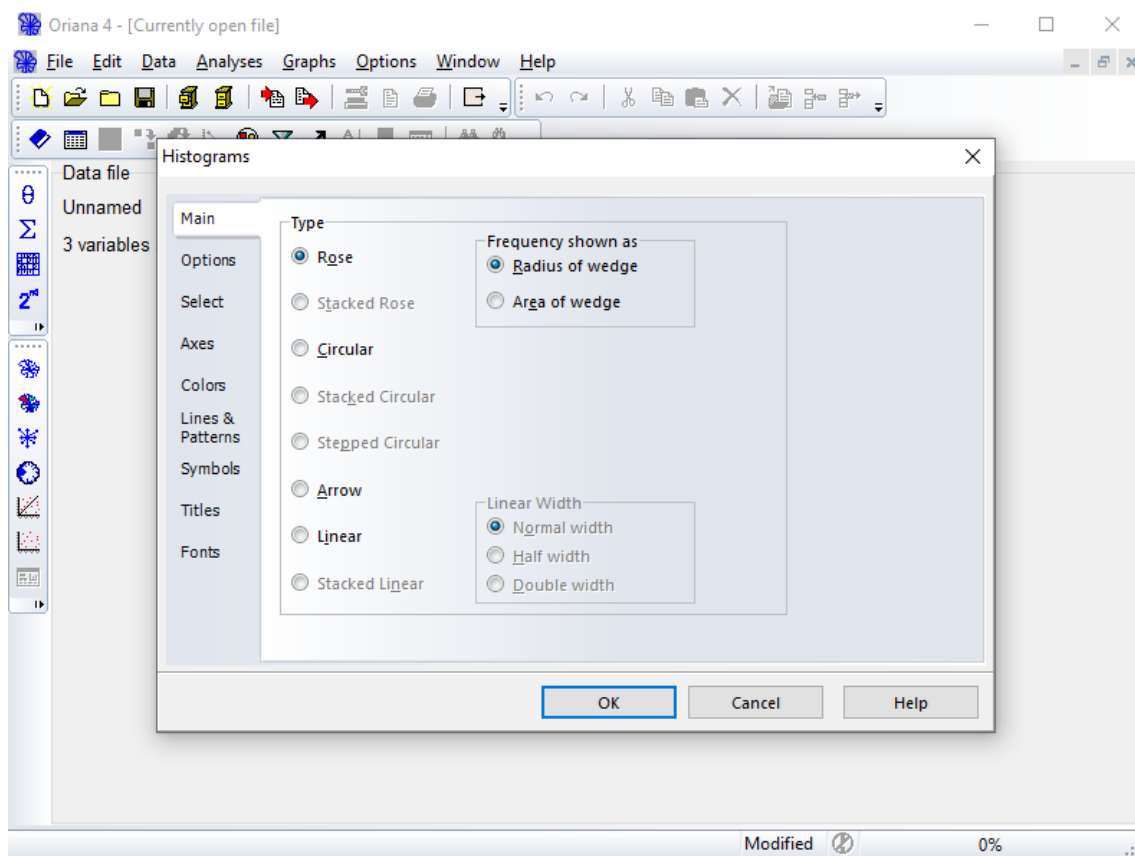 Oriana 4 - [Currently open file]
File Edit Data Analyses Graphs Options Window Help
Data file
Unnamed
3 variables
Histograms
Main
Options
Select
Axes
Colors
Lines &
Patterns
Symbols
Titles
Fonts
Type
Rose
Stacked Rose
Circular
Stacked Circular
Stepped Circular
Arrow
Linear
Stacked Linear
Frequency shown as
Radius of wedge
Area of wedge
Linear Width
Normal width
Half width
Double width
OK Cancel Help
Modified 0%